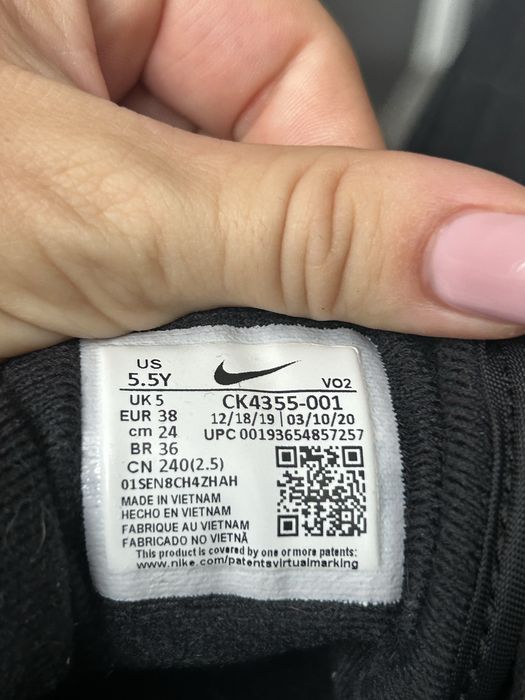 US
5.5Y
VO2
UK 5
CK4355-001
EUR 38
12/18/19 | 03/10/20
cm 24
UPC 00193654857257
BR 36
CN 240(2.5)
01SEN8CH4ZHAH
MADE IN VIETNAM
HECHO EN VIETNAM
FABRIQUE AU VIETNAM
FABRICADO NO VIETNÃ
This product is covered by one or more patents:
www.nike.com/patentsvirtualmarking